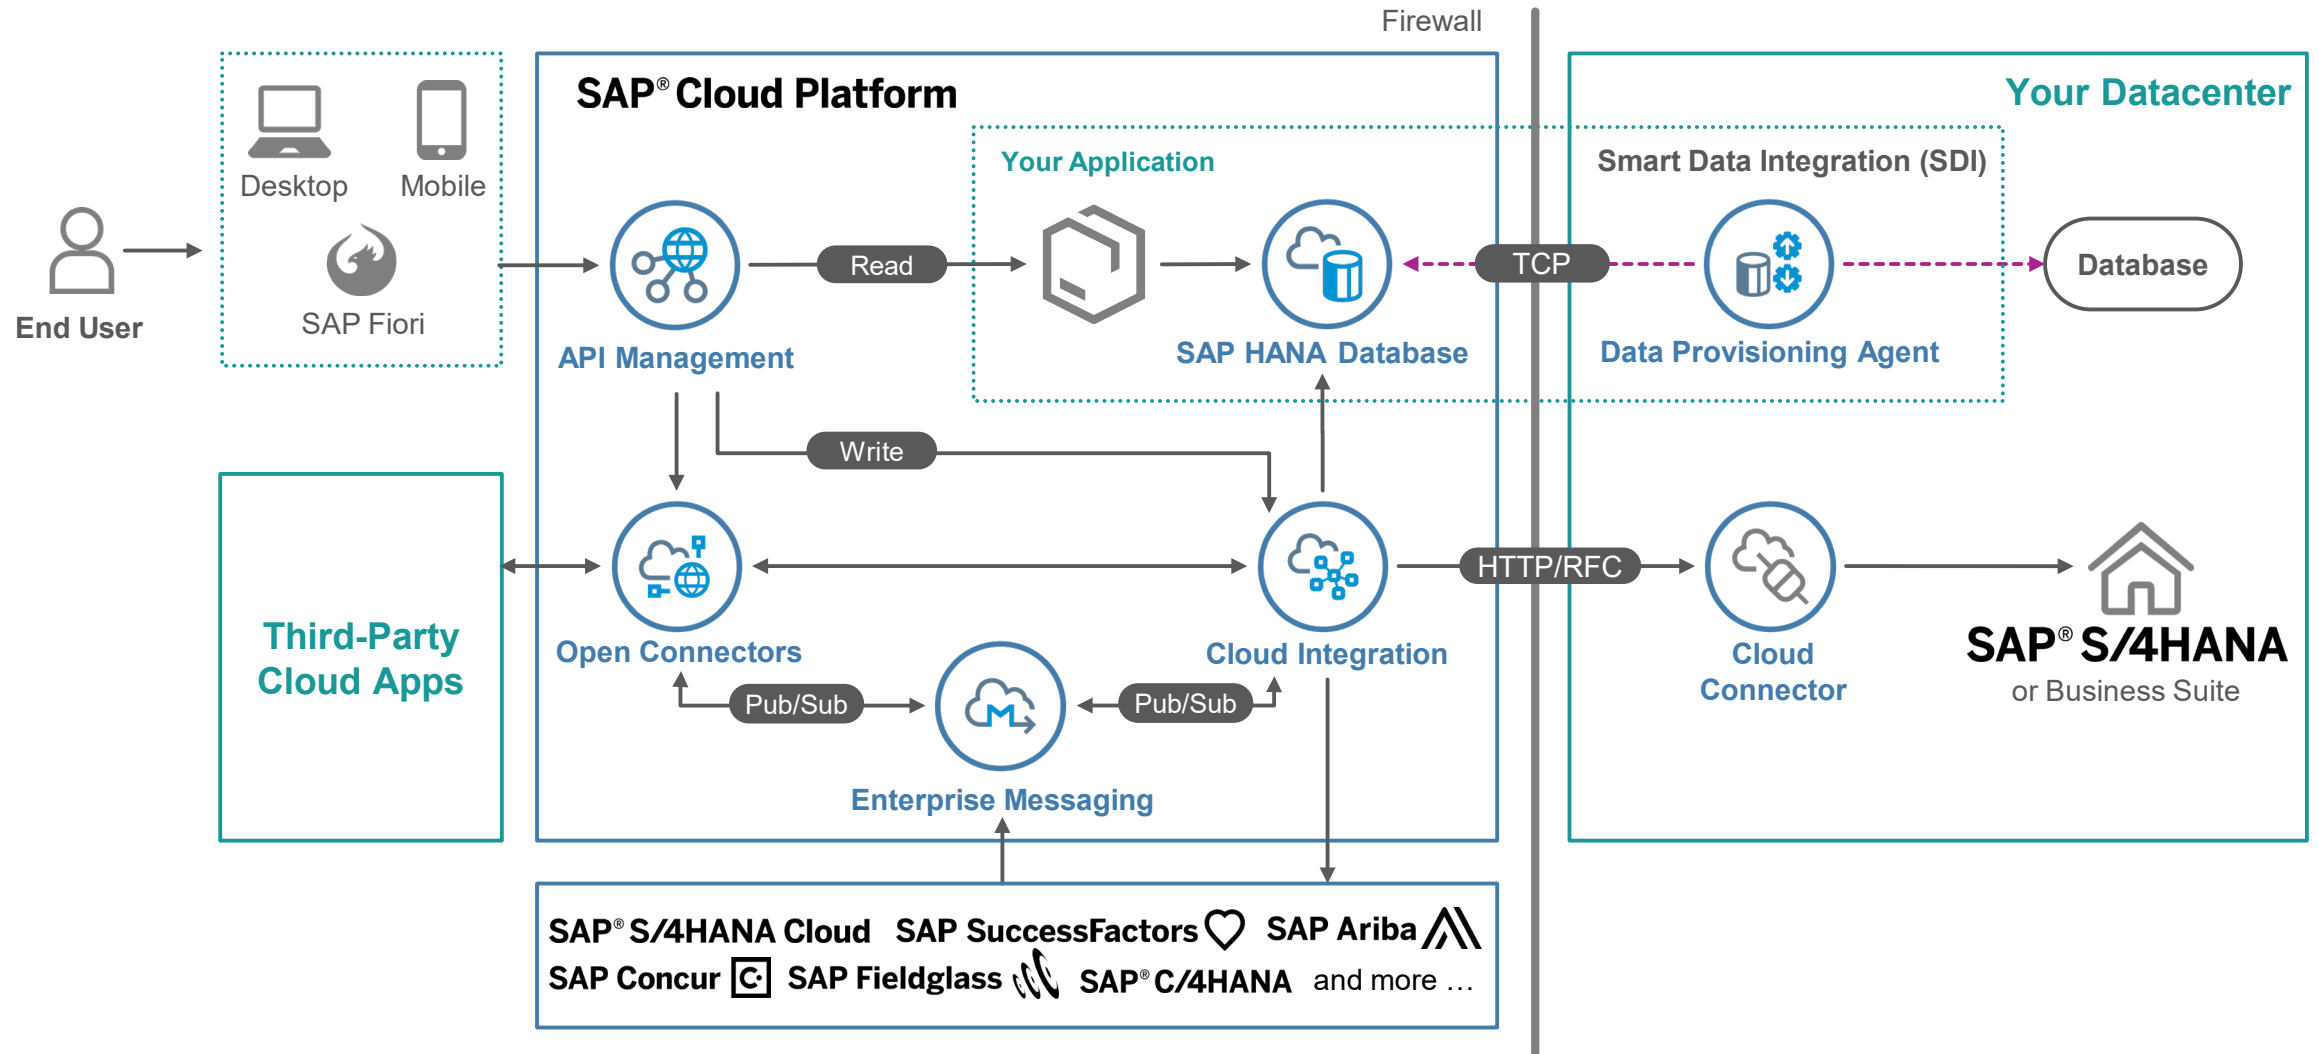 Firewall
SAP® Cloud Platform
Your Datacenter
Desktop
Mobile
SAP Fiori
End User
Your Application
Smart Data Integration (SDI)
Read
TCP
Database
API Management
SAP HANA Database
Data Provisioning Agent
Write
HTTP/RFC
Third-Party
Cloud Apps
Open Connectors
Cloud Integration
Cloud
Connector
SAP® S/4HANA
or Business Suite
Pub/Sub
Pub/Sub
Enterprise Messaging
SAP® S/4HANA Cloud
SAP SuccessFactors
SAP Ariba
SAP Concur
C
SAP Fieldglass
SAP® C/4HANA
and more ...